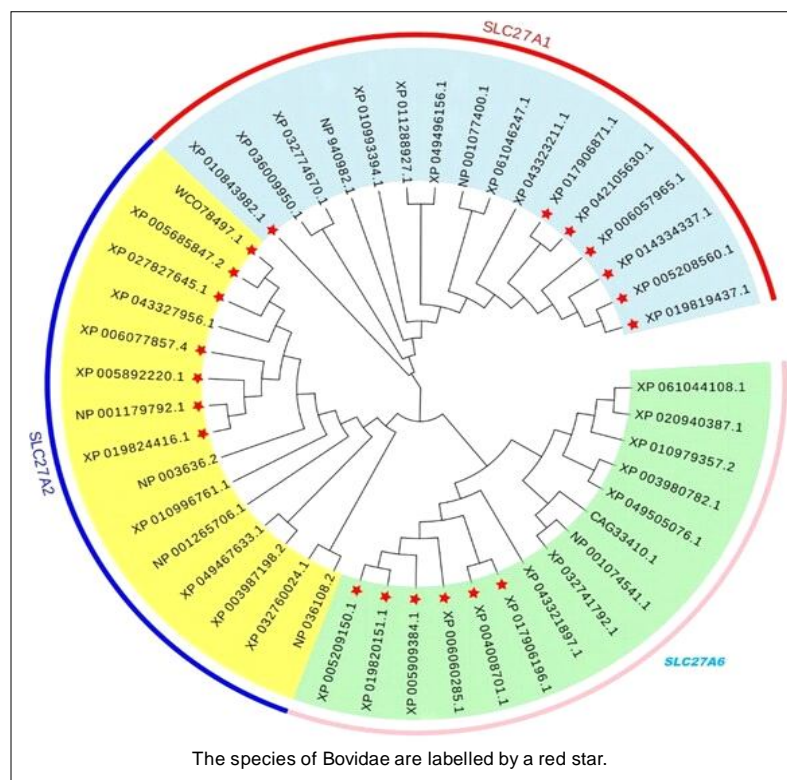 SLC27A1
XP 010843982.1
XP 036009950.1
XP 032774670.1
NP 940982.1
XP 010993394.1
XP 011288927.1
XP 049496156.1
NP 001077400.1
XP 061046247.1
XP 043323211.1
XP 017906871.1
XP 042105630.1
XP 006057965.1
XP 014334337.1
XP 005208560.1
XP 019819437.1
XP 061044108.1
XP 020940387.1
XP 010979357.2
XP 003980782.1
XP 049505076.1
CAG33410.1
NP 001074541.1
XP 032741792.1
XP 043321897.1
XP 017906196.1
XP 004008701.1
XP 006060285.1
XP 005909384.1
XP 019820151.1
XP 005209150.1
SLC27A6
NP 036108.2
XP 032760024.1
XP 003987198.2
XP 049467633.1
NP 001265706.1
XP 010996761.1
NP 003636.2
XP 019824416.1
NP 001179792.1
XP 005892220.1
XP 006077857.4
XP 043327956.1
XP 027827645.1
XP 005685847.2
WCO78497.1
SLC27A2
The species of Bovidae are labelled by a red star.